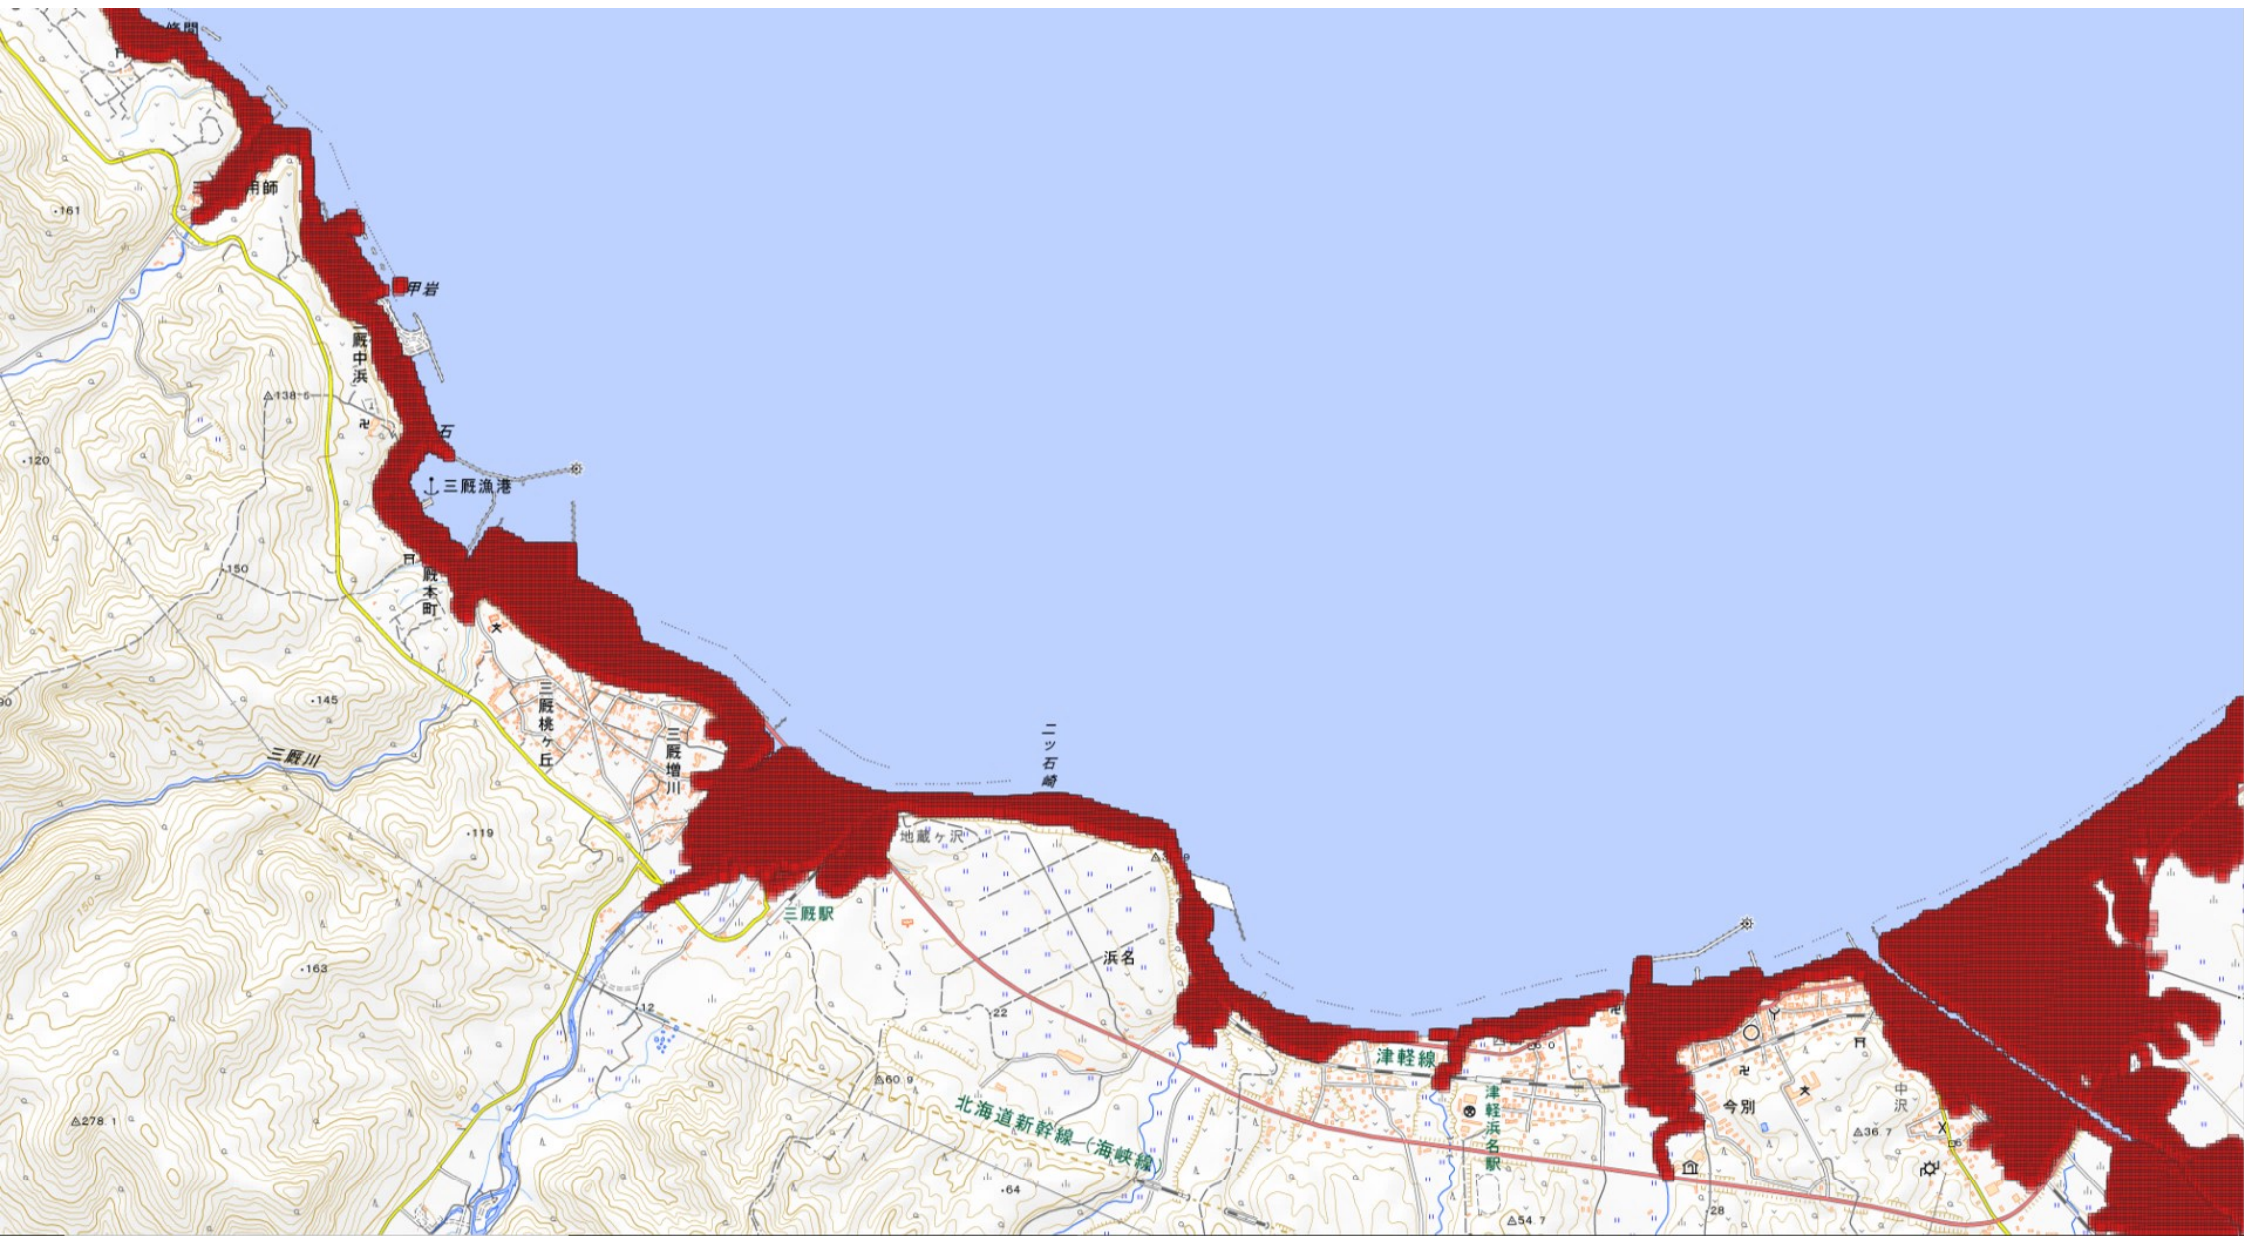 用師
・161
甲岩
厩中浜
138.6
石
三厩漁港
・120
・150
厩本町
・145
三厩桃ヶ丘
三厩増川
二ッ石崎
三厩川
・119
地蔵ヶ沢
150
三厩駅
浜名
・163
・12
・22
津軽線
60.9
50
津軽浜名駅
中沢
今別
36.7
278.1
北海道新幹線―(海峡線
・64
・28
54.7